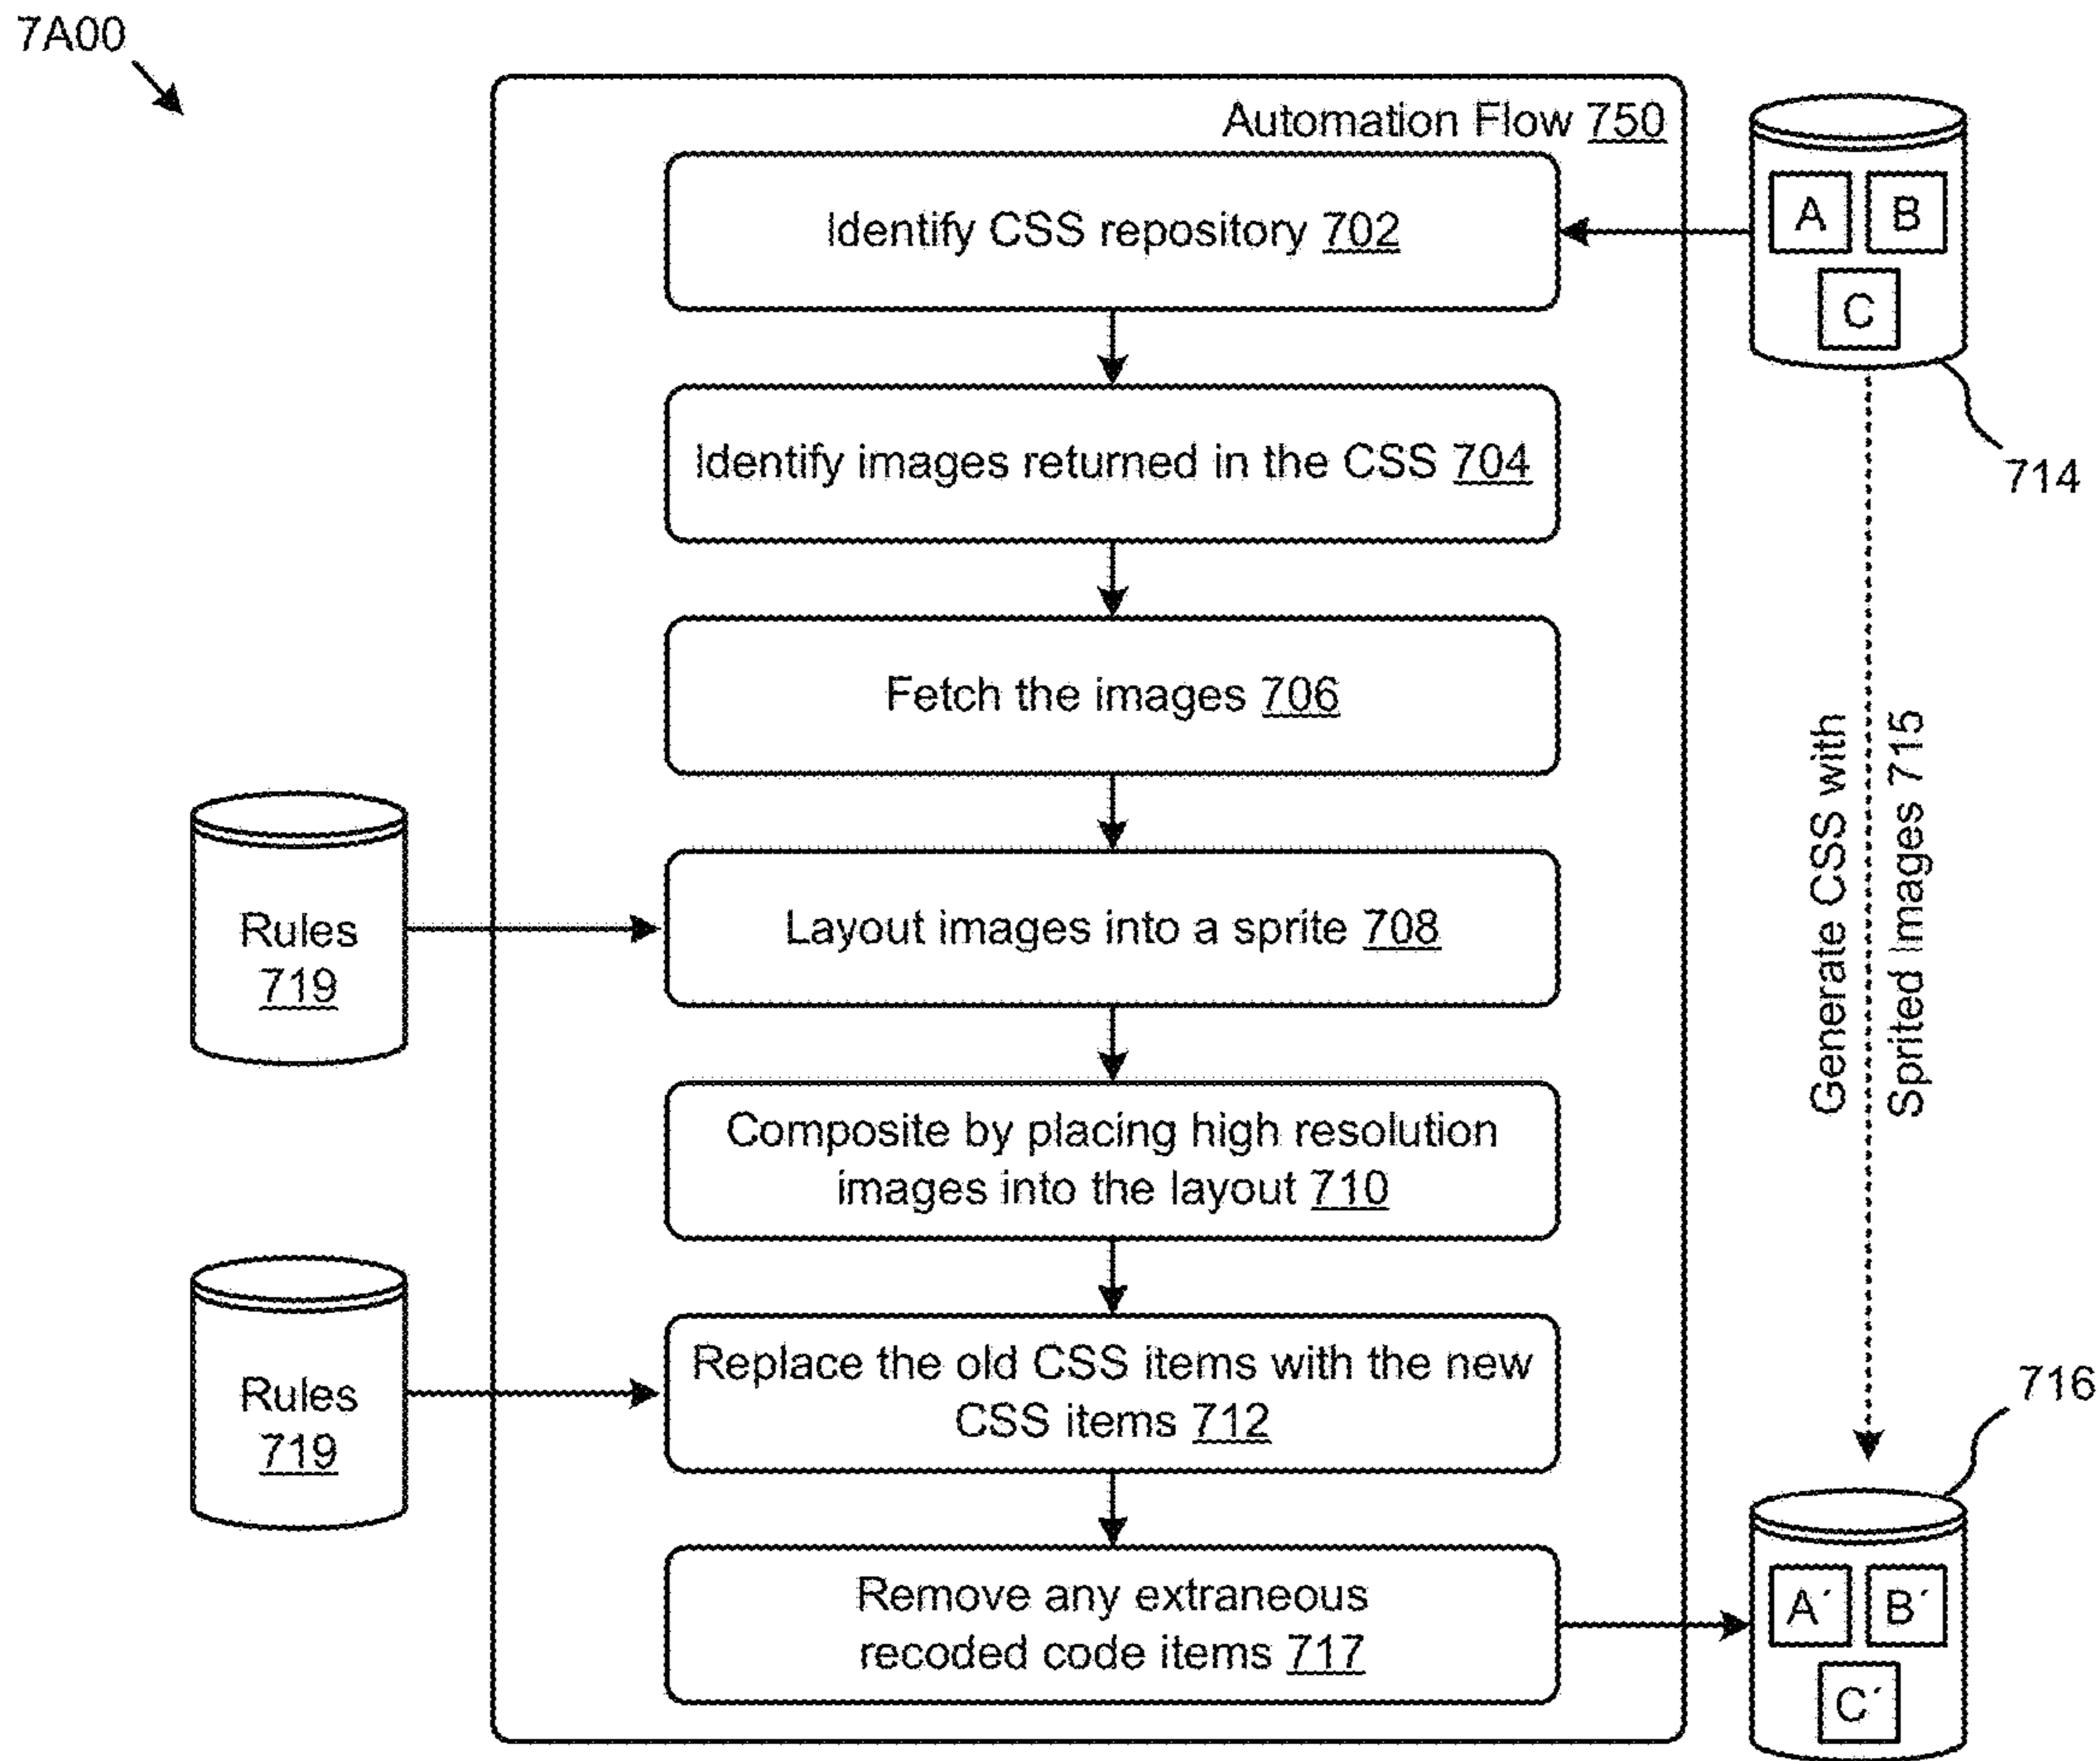 7A00
Automation Flow 750
Identify CSS repository 702
A B
C
714
Identify images returned in the CSS 704
Fetch the images 706
Generate CSS with
Sprited Images 715
Rules
719
Layout images into a sprite 708
Composite by placing high resolution
images into the layout 710
Rules
719
Replace the old CSS items with the new
CSS items 712
716
Remove any extraneous
recoded code items 717
A´ B´
C´